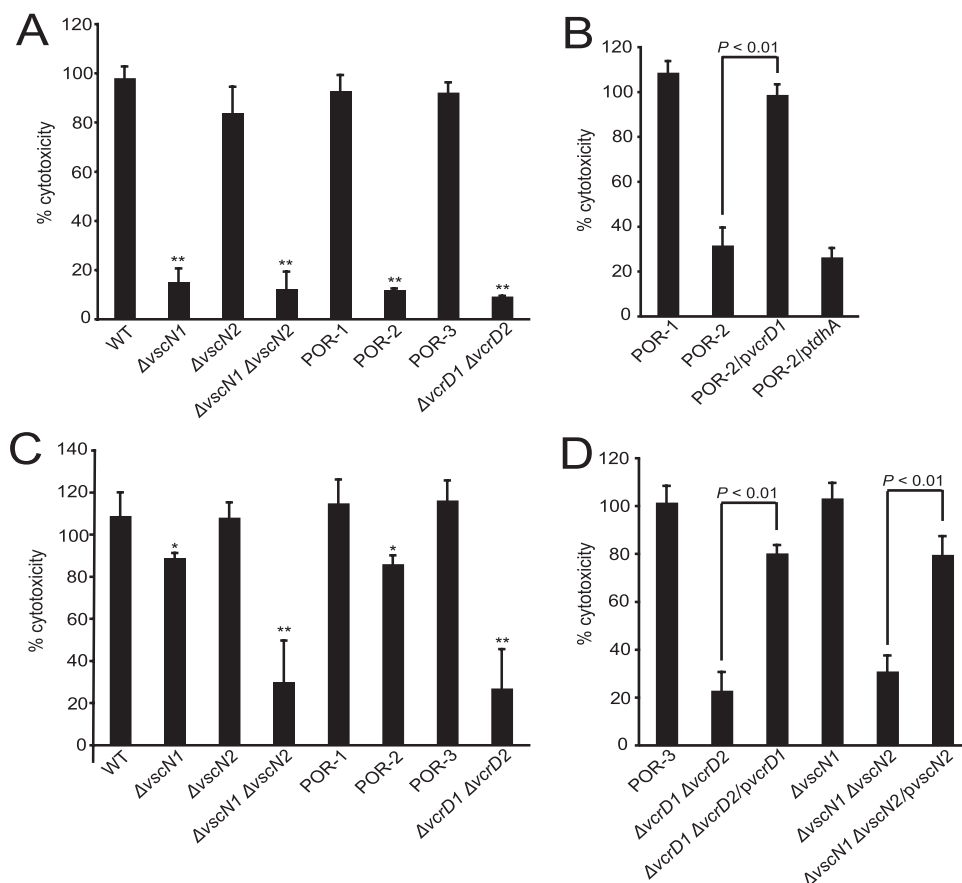 A
% cytotoxicity
120
100
80
60
40
20
0
**
**
**
**
WT
ΔvscN1
ΔvscN2
ΔvscN1 ΔvscN2
POR-1
POR-2
POR-3
ΔvcrD1 ΔvcrD2
B
% cytotoxicity
120
100
80
60
40
20
0
P < 0.01
POR-1
POR-2
POR-2/pvcrD1
POR-2/ptdhA
C
% cytotoxicity
140
120
100
80
60
40
20
0
*
**
*
**
WT
ΔvscN1
ΔvscN2
ΔvscN1 ΔvscN2
POR-1
POR-2
POR-3
ΔvcrD1 ΔvcrD2
D
% cytotoxicity
120
100
80
60
40
20
0
P < 0.01
P < 0.01
POR-3
ΔvcrD1 ΔvcrD2
ΔvcrD1 ΔvcrD2/pvcrD1
ΔvscN1
ΔvscN1 ΔvscN2
ΔvscN1 ΔvscN2/pvscN2